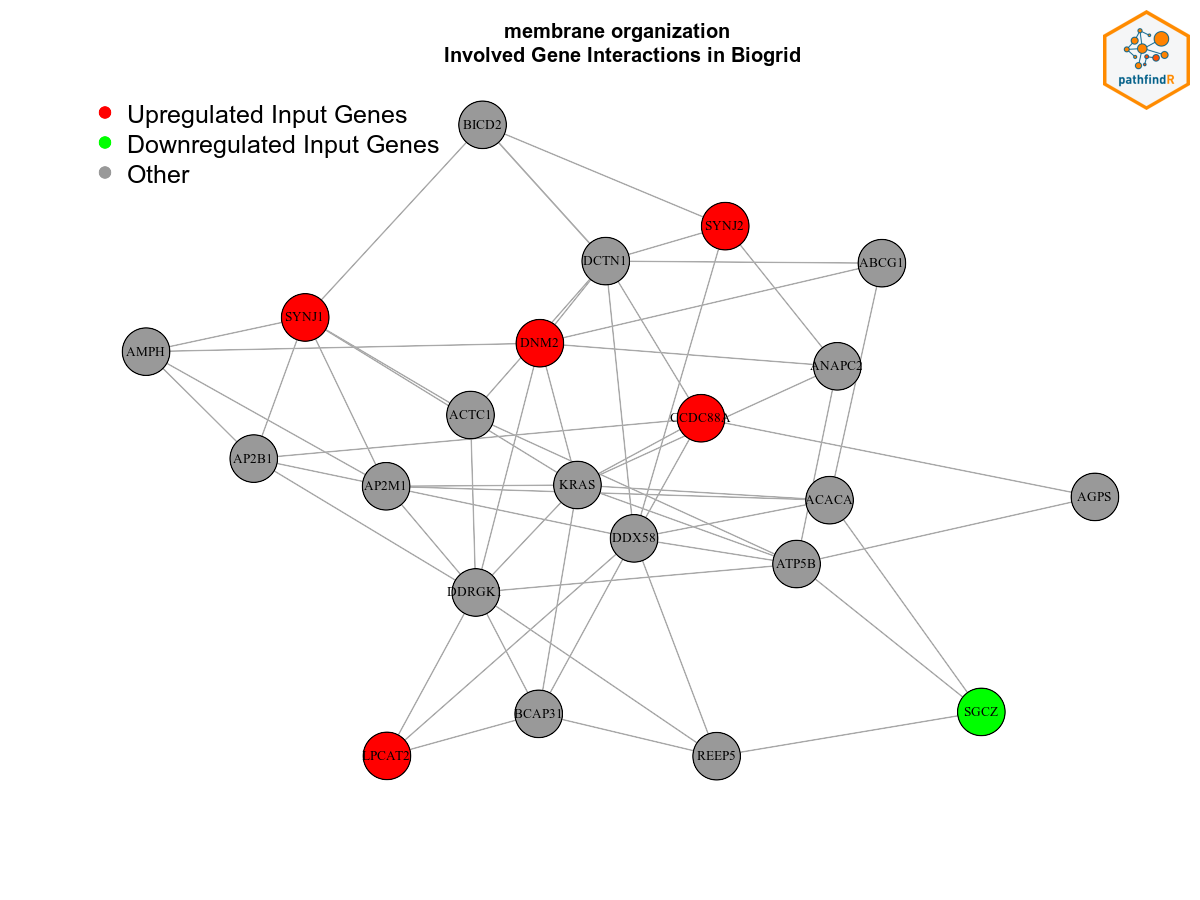 membrane organization
Involved Gene Interactions in Biogrid
pathfindR
Upregulated Input Genes
Downregulated Input Genes
Other
BICD2
SYNJ2
DCTN1
ABCG1
SYNJ1
DNM2
AMPH
ANAPC2
ACTC1
CCDC88A
AP2B1
AP2M1
KRAS
ACACA
AGPS
DDX58
ATP5B
DDRGK
SGCZ
BCAP31
LPCAT2
REEP5